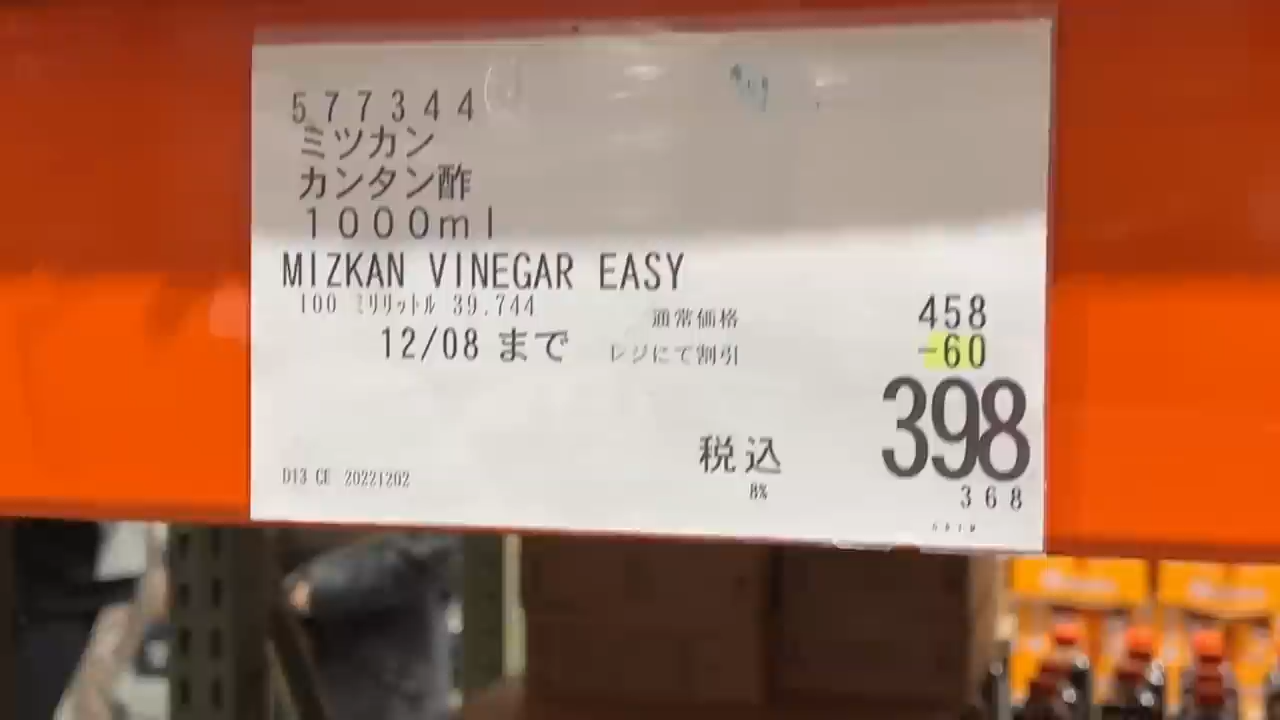 577344
ミツカン
カンタン酢
1000ml
MIZKAN VINEGAR EASY
100 ミリリットル 39.744
通常価格 458
12/08 まで レジにて割引 -60
398
税込
8%
368
D13 CE 20221202